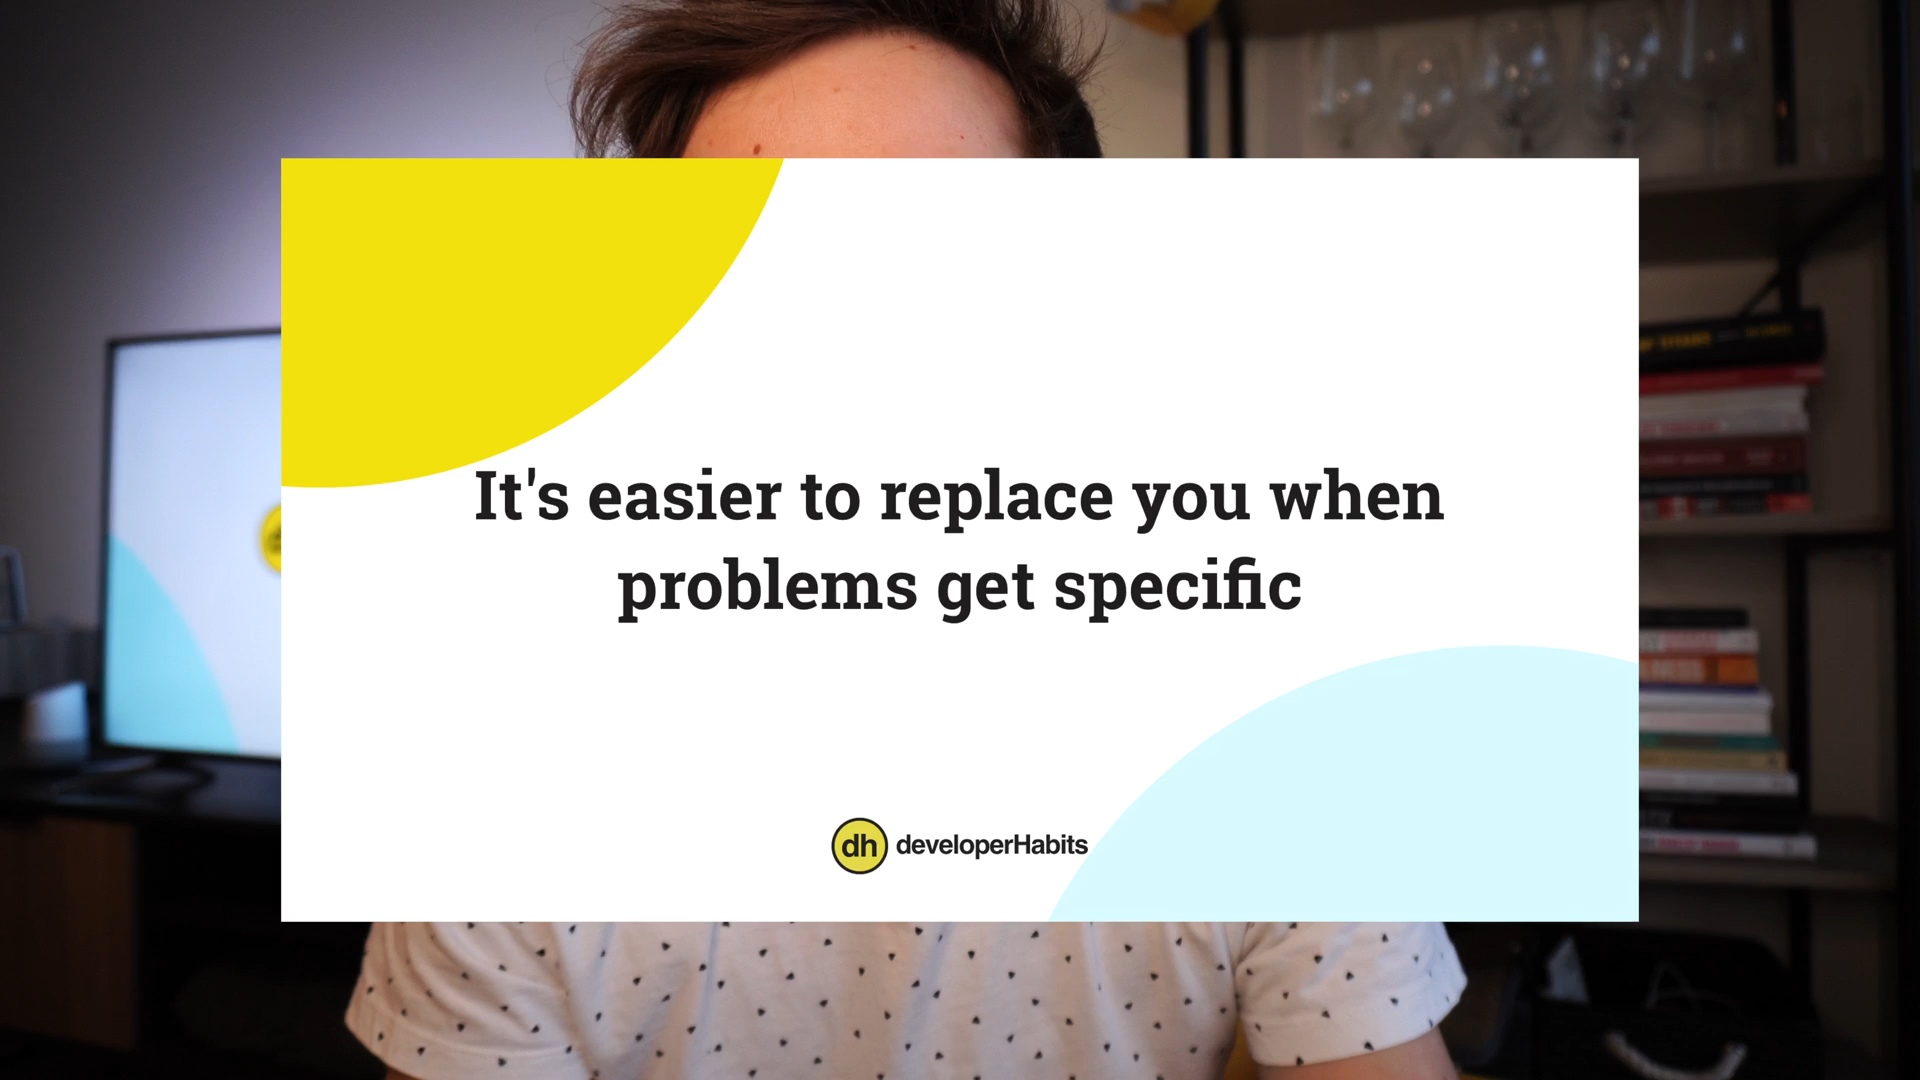 It's easier to replace you when
problems get specific
dh developerHabits